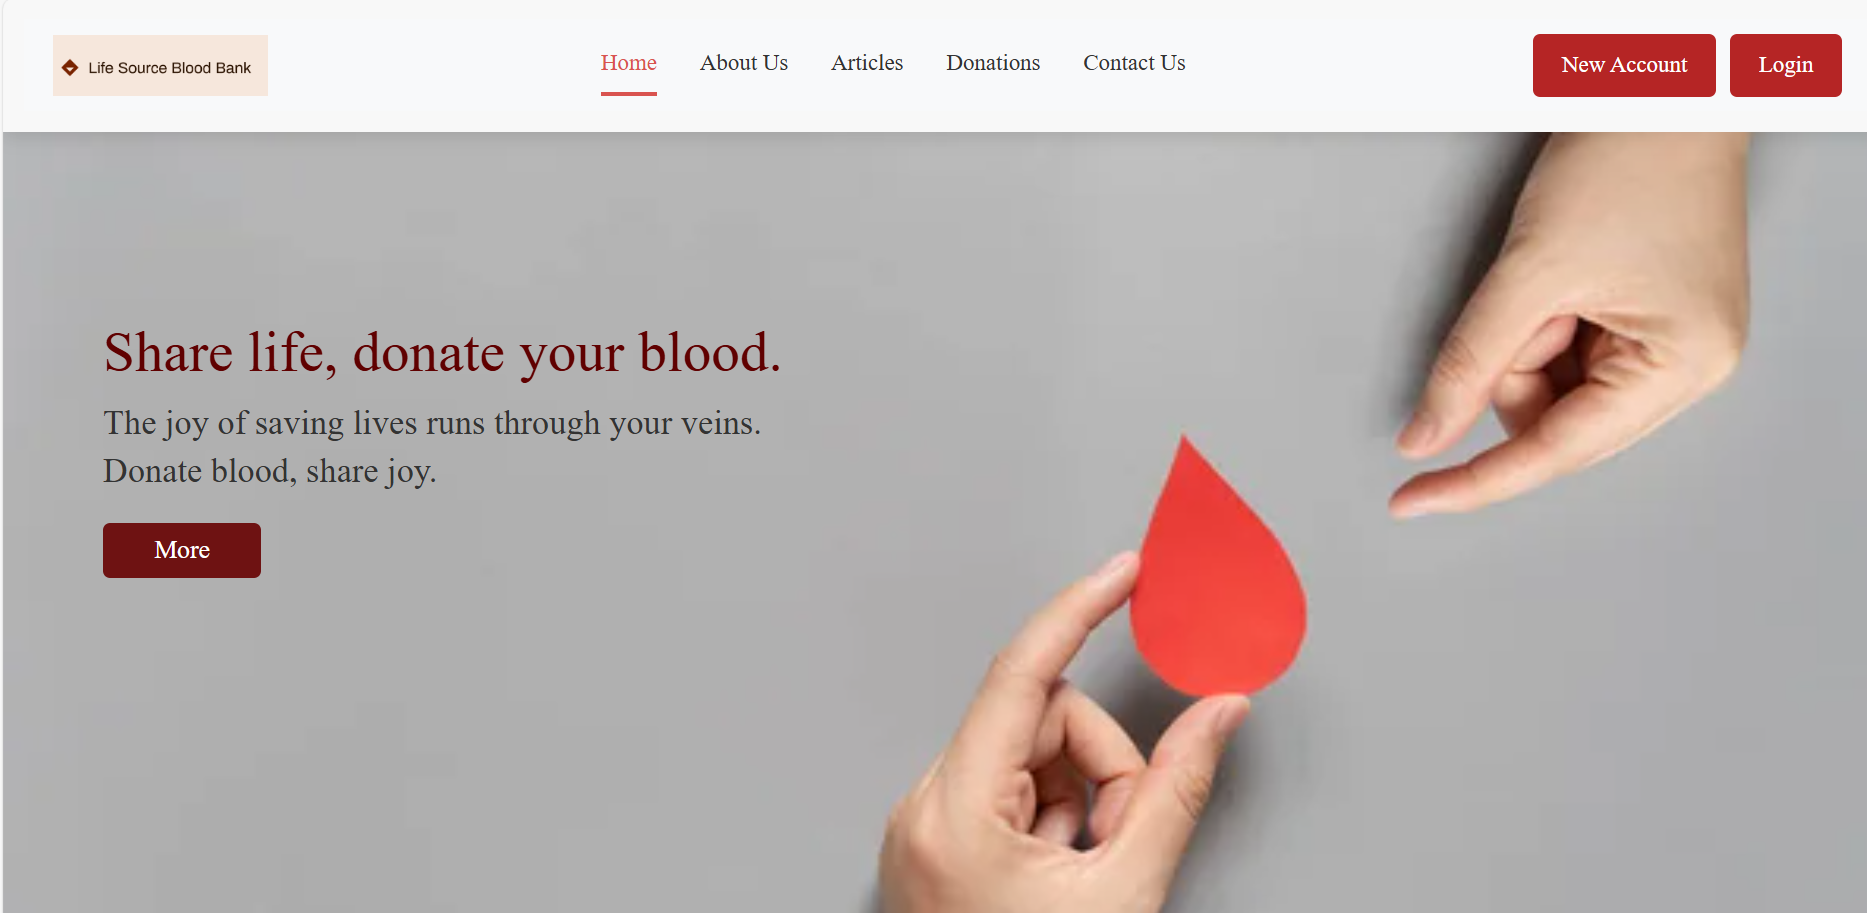 Life Source Blood Bank
Home
About Us
Articles
Donations
Contact Us
New Account
Login
Share life, donate your blood.
The joy of saving lives runs through your veins.
Donate blood, share joy.
More